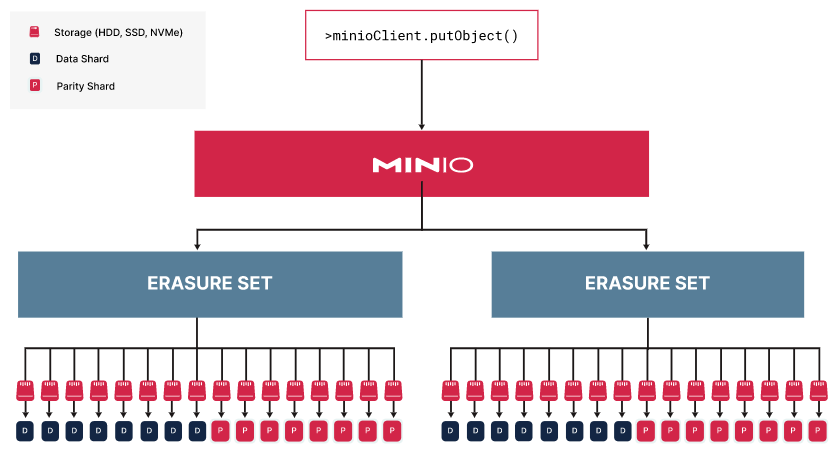 >minioClient.putObject()
Storage (HDD, SSD, NVMe)
D Data Shard
P Parity Shard
MINIO
ERASURE SET ERASURE SET
D D D D D D D D P P P P P P P P D D D D D D D D P P P P P P P P